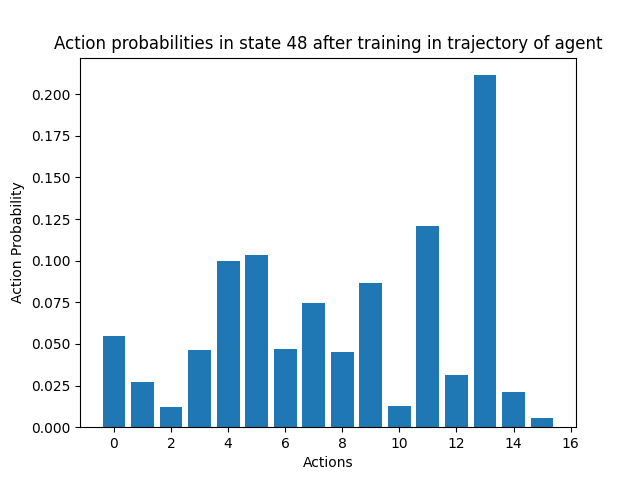 Action probabilities in state 48 after training in trajectory of agent
0.200
0.175
0.150
0.125
0.100
0.075
0.050
0.025
0.000
Action Probability
0 2 4 6 8 10 12 14 16
Actions